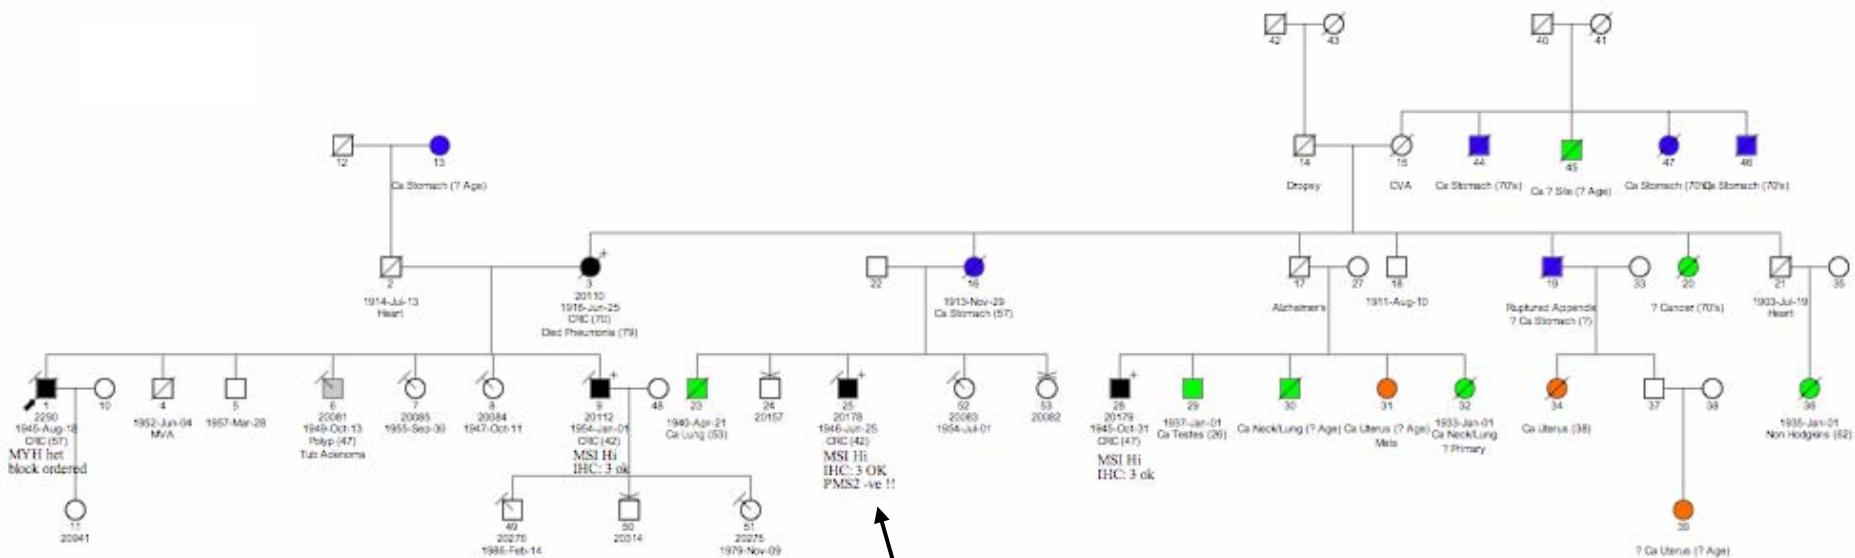 42
43
40
41
12
13
Ca Stomach (? Age)
14
Dropsy
15
CVA
44
Ca Stomach (70's)
45
Ca ? Site (? Age)
47
Ca Stomach
46
Ca Stomach (70's)
2
1914-Jul-13
Heart
3
20110
1916-Jun-25
CRC (70)
Died Pneumonia (79)
22
16
1913-Nov-29
Ca Stomach (57)
17
Alzheimer's
27
18
1911-Aug-10
19
Ruptured Appendix
? Ca Stomach (?)
33
20
? Cancer (70's)
21
1903-Jul-19
Heart
35
1
2290
1945-Aug-18
CRC (57)
MYH het
block ordered
10
4
1952-Jun-04
MVA
5
1957-Mar-28
6
20081
1949-Oct-13
Polyp (47)
Tub Adenoma
7
20085
8
20084
1947-Oct-11
9
20112
1954-Jan-01
CRC (42)
MSI Hi
IHC: 3 ok
48
23
1940-Apr-21
Ca Lung (53)
24
20157
25
20178
1946-Jun-25
CRC (42)
MSI Hi
IHC: 3 OK
PMS2 -ve !!
52
20083
1954-Jul-01
53
20082
28
20179
1945-Oct-31
CRC (47)
MSI Hi
IHC: 3 ok
29
1937-Jan-01
Ca Testes (26)
30
Ca Neck/Lung (? Age)
31
Ca Uterus (? Age)
Mets
32
1933-Jan-01
Ca Neck/Lung
? Primary
34
Ca Uterus (38)
37
38
36
1935-Jan-01
Non Hodgkins (62)
11
20941
49
20276
1986-Feb-14
50
20314
51
20275
1979-Nov-09
39
? Ca Uterus (? Age)